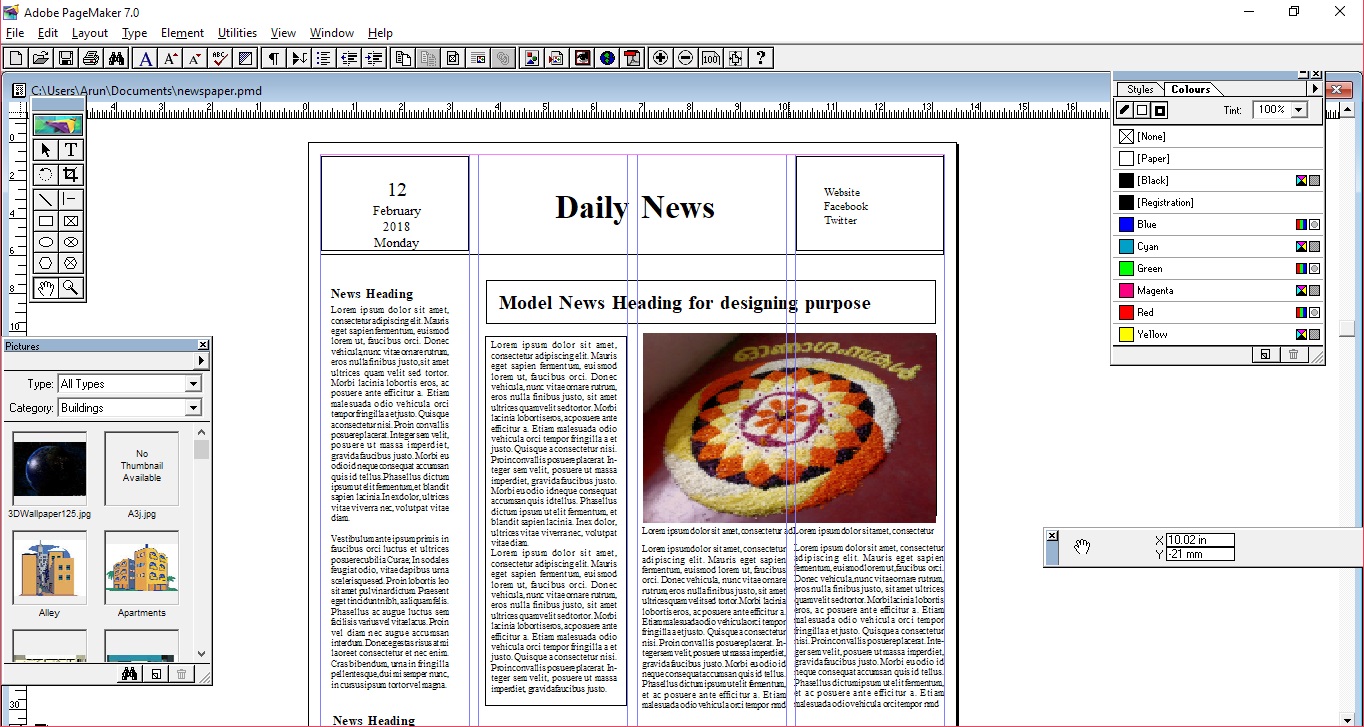 Adobe PageMaker 7.0
File Edit Layout Type Element Utilities View Window Help
C:\Users\Arun\Documents\newspaper.pmd
Styles Colours
Tint: 100%
[None]
[Paper]
[Black]
[Registration]
Blue
Cyan
Green
Magenta
Red
Yellow
Pictures
Type: All Types
Category: Buildings
No
Thumbnail
Available
3DWallpaper125.jpg A3j.jpg
Alley Apartments
X 10.02 in
Y -21 mm
12
February
2018
Monday
Daily News
Website
Facebook
Twitter
News Heading
Lorem ipsum dolor sit amet,
consectetur adipiscing elit. Mauris
eget sapien fermentum, euismod
lorem ut, faucibus orci. Donec
vehicula, nunc vitae ornare rutrum,
eros nulla finibus justo, sit amet
ultrices quam velit sed tortor.
Morbi lacinia lobortis eros, ac
posuere ante efficitur a. Etiam
malesuada odio vehicula orci
tempor fringilla a et justo. Quisque
a consectetur nisi. Proin convallis
posuere placerat. Integer sem velit,
posuere ut massa imperdiet,
gravida faucibus justo. Morbi eu
odio id neque consequat accumsan
quis id tellus. Phasellus dictum
ipsum ut elit fermentum, et blandit
sapien lacinia. In ex dolor, ultrices
vitae viverra nec, volutpat vitae
diam.
Vestibulum ante ipsum primis in
faucibus orci luctus et ultrices
posuere cubilia Curae; In sodales
feugiat odio, vitae dapibus urna
scelerisque sed. Proin lobortis leo
sit amet pulvinar dictum. Praesent
eget tincidunt nibh, a aliquam felis.
Phasellus ac augue luctus sem
facilisis varius vel vitae lacus. Proin
vel diam nec augue accumsan
interdum. Donec egestas risus at mi
laoreet consectetur et nec enim.
Cras bibendum, urna in fringilla
pellentesque, dui mi semper nunc,
in cursus ipsum tortor vel magna.
News Heading
Model News Heading for designing purpose
Lorem ipsum dolor sit amet,
consectetur adipiscing elit. Mauris
eget sapien fermentum, euismod
lorem ut, faucibus orci. Donec
vehicula, nunc vitae ornare rutrum,
eros nulla finibus justo, sit amet
ultrices quam velit sed tortor. Morbi
lacinia lobortis eros, ac posuere ante
efficitur a. Etiam malesuada odio
vehicula orci tempor fringilla a et
justo. Quisque a consectetur nisi.
Proin convallis posuere placerat. In-
teger sem velit, posuere ut massa
imperdiet, gravida faucibus justo.
Morbi eu odio id neque consequat
accumsan quis id tellus. Phasellus
dictum ipsum ut elit fermentum, et
blandit sapien lacinia. In ex dolor,
ultrices vitae viverra nec, volutpat
vitae diam.
Lorem ipsum dolor sit amet,
consectetur adipiscing elit. Mauris
eget sapien fermentum, euismod
lorem ut, faucibus orci. Donec
vehicula, nunc vitae ornare rutrum,
eros nulla finibus justo, sit amet
ultrices quam velit sed tortor. Morbi
lacinia lobortis eros, ac posuere ante
efficitur a. Etiam malesuada odio
vehicula orci tempor fringilla a et
justo. Quisque a consectetur nisi.
Proin convallis posuere placerat. In-
teger sem velit, posuere ut massa
imperdiet, gravida faucibus justo.
ഓണാശംസകൾ
Lorem ipsum dolor sit amet, consectetur
Lorem ipsum dolor sit amet, consectetur
adipiscing elit. Mauris eget sapien
fermentum, euismod lorem ut, faucibus
orci. Donec vehicula, nunc vitae ornare
rutrum, eros nulla finibus justo, sit amet
ultrices quam velit sed tortor. Morbi lacinia
lobortis eros, ac posuere ante efficitur a.
Etiam malesuada odio vehicula orci tempor
fringilla a et justo. Quisque a consectetur
nisi. Proin convallis posuere placerat. In-
teger sem velit, posuere ut massa imperdiet,
gravida faucibus justo. Morbi eu odio id
neque consequat accumsan quis id tellus.
Phasellus dictum ipsum ut elit fermentum,
et ac posuere ante efficitur a. Etiam
malesuada odio vehicula orci tempor
Lorem ipsum dolor sit amet, consectetur
Lorem ipsum dolor sit amet, consectetur
adipiscing elit. Mauris eget sapien
fermentum, euismod lorem ut, faucibus orci.
Donec vehicula, nunc vitae ornare rutrum,
eros nulla finibus justo, sit amet ultrices
quam velit sed tortor. Morbi lacinia lobortis
eros, ac posuere ante efficitur a. Etiam
malesuada odio vehicula orci tempor
fringilla a et justo. Quisque a consectetur
nisi. Proin convallis posuere placerat. Inte-
ger sem velit, posuere ut massa imperdiet,
gravida faucibus justo. Morbi eu odio id
neque consequat accumsan quis id tellus.
Phasellus dictum ipsum ut elit fermentum,
et ac posuere ante efficitur a. Etiam
malesuada odio vehicula orci tempor